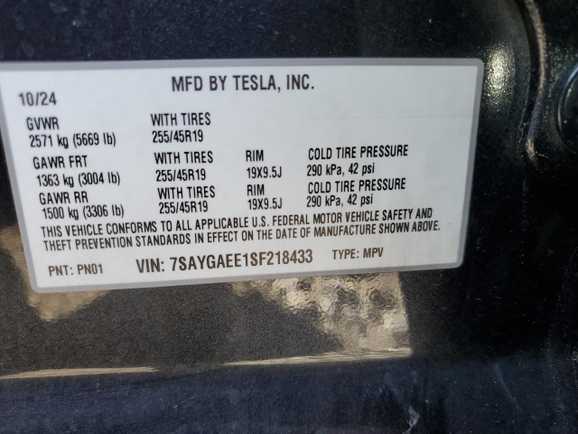 MFD BY TESLA, INC.
10/24
GVWR WITH TIRES
2571 kg (5669 lb) 255/45R19
GAWR FRT WITH TIRES RIM COLD TIRE PRESSURE
1363 kg (3004 lb) 255/45R19 19X9.5J 290 kPa, 42 psi
GAWR RR WITH TIRES RIM COLD TIRE PRESSURE
1500 kg (3306 lb) 255/45R19 19X9.5J 290 kPa, 42 psi
THIS VEHICLE CONFORMS TO ALL APPLICABLE U.S. FEDERAL MOTOR VEHICLE SAFETY AND
THEFT PREVENTION STANDARDS IN EFFECT ON THE DATE OF MANUFACTURE SHOWN ABOVE.
PNT: PN01 VIN: 7SAYGAEE1SF218433 TYPE: MPV